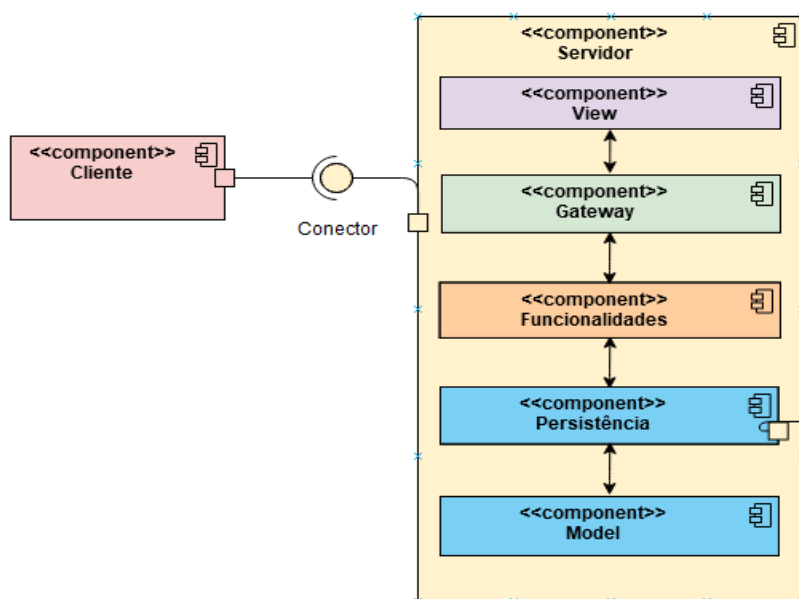 <<component>>
Servidor
<<component>>
View
<<component>>
Cliente
<<component>>
Gateway
Conector
<<component>>
Funcionalidades
<<component>>
Persistência
<<component>>
Model